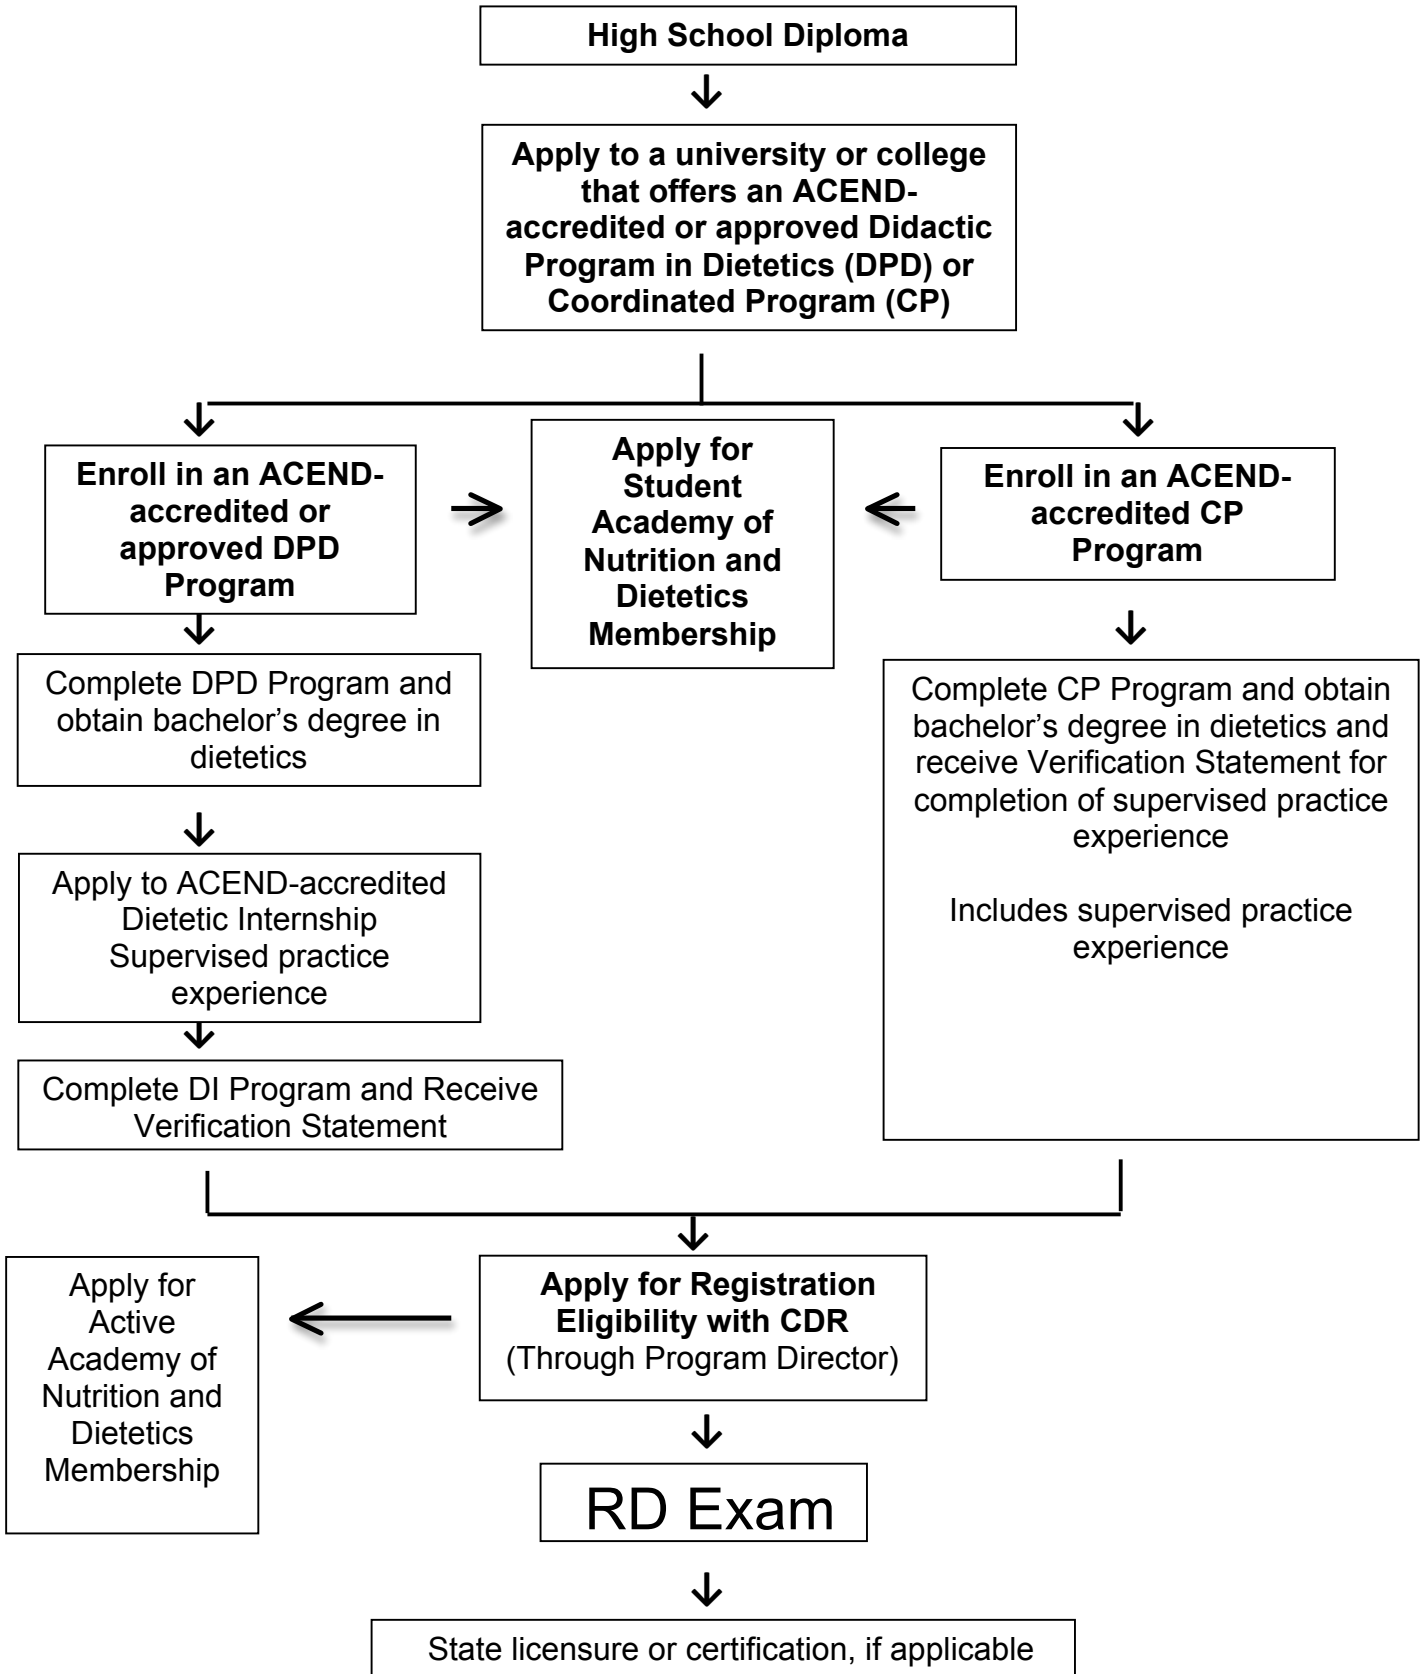 High School Diploma
Apply to a university or college
that offers an ACEND-
accredited or approved Didactic
Program in Dietetics (DPD) or
Coordinated Program (CP)
Enroll in an ACEND-
accredited or
approved DPD
Program
Apply for
Student
Academy of
Nutrition and
Dietetics
Membership
Enroll in an ACEND-
accredited CP
Program
Complete DPD Program and
obtain bachelor’s degree in
dietetics
Complete CP Program and obtain
bachelor’s degree in dietetics and
receive Verification Statement for
completion of supervised practice
experience
Includes supervised practice
experience
Apply to ACEND-accredited
Dietetic Internship
Supervised practice
experience
Complete DI Program and Receive
Verification Statement
Apply for
Active
Academy of
Nutrition and
Dietetics
Membership
Apply for Registration
Eligibility with CDR
(Through Program Director)
RD Exam
State licensure or certification, if applicable